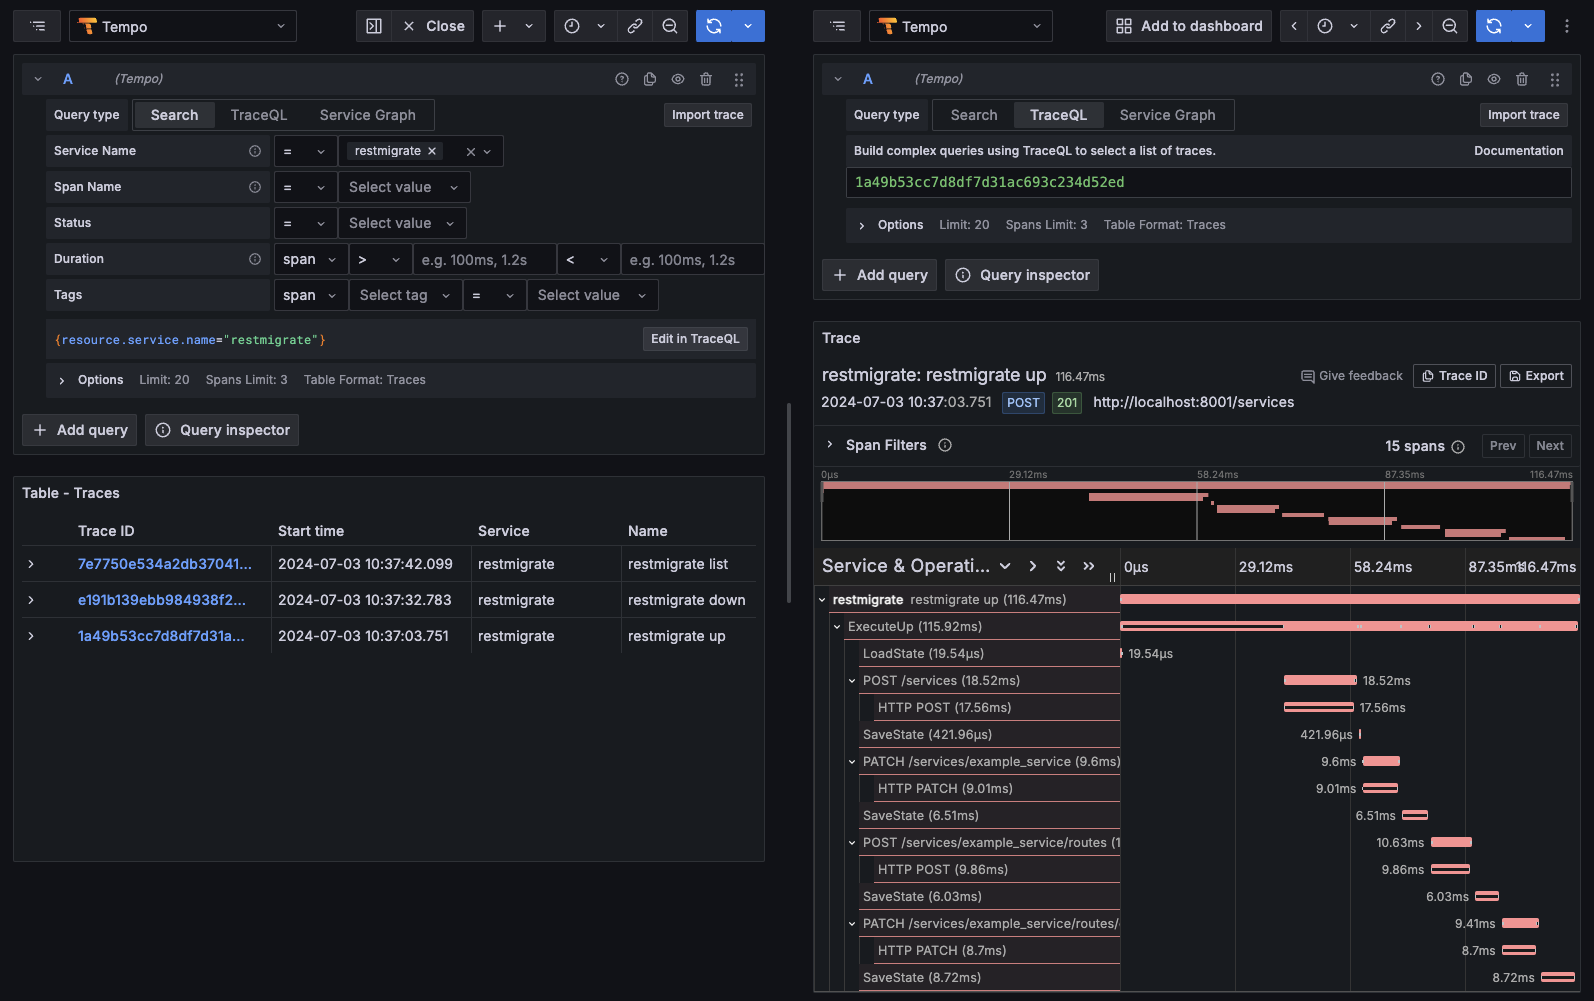 Tempo
Close
A (Tempo)
Query type Search TraceQL Service Graph Import trace
Service Name = restmigrate
Span Name = Select value
Status = Select value
Duration span > e.g. 100ms, 1.2s < e.g. 100ms, 1.2s
Tags span Select tag = Select value
{resource.service.name="restmigrate"} Edit in TraceQL
Options Limit: 20 Spans Limit: 3 Table Format: Traces
Add query Query inspector
Table - Traces
Trace ID Start time Service Name
7e7750e534a2db37041... 2024-07-03 10:37:42.099 restmigrate restmigrate list
e191b139ebb984938f2... 2024-07-03 10:37:32.783 restmigrate restmigrate down
1a49b53cc7d8df7d31a... 2024-07-03 10:37:03.751 restmigrate restmigrate up
Tempo
Add to dashboard
A (Tempo)
Query type Search TraceQL Service Graph Import trace
Build complex queries using TraceQL to select a list of traces. Documentation
1a49b53cc7d8df7d31ac693c234d52ed
Options Limit: 20 Spans Limit: 3 Table Format: Traces
Add query Query inspector
Trace
restmigrate: restmigrate up 116.47ms Give feedback Trace ID Export
2024-07-03 10:37:03.751 POST 201 http://localhost:8001/services
Span Filters 15 spans Prev Next
0μs 29.12ms 58.24ms 87.35ms 116.47ms
Service & Operati... 0μs 29.12ms 58.24ms 87.35ms 116.47ms
restmigrate restmigrate up (116.47ms)
ExecuteUp (115.92ms)
LoadState (19.54μs) 19.54μs
POST /services (18.52ms) 18.52ms
HTTP POST (17.56ms) 17.56ms
SaveState (421.96μs) 421.96μs
PATCH /services/example_service (9.6ms) 9.6ms
HTTP PATCH (9.01ms) 9.01ms
SaveState (6.51ms) 6.51ms
POST /services/example_service/routes (1 10.63ms
HTTP POST (9.86ms) 9.86ms
SaveState (6.03ms) 6.03ms
PATCH /services/example_service/routes/ 9.41ms
HTTP PATCH (8.7ms) 8.7ms
SaveState (8.72ms) 8.72ms